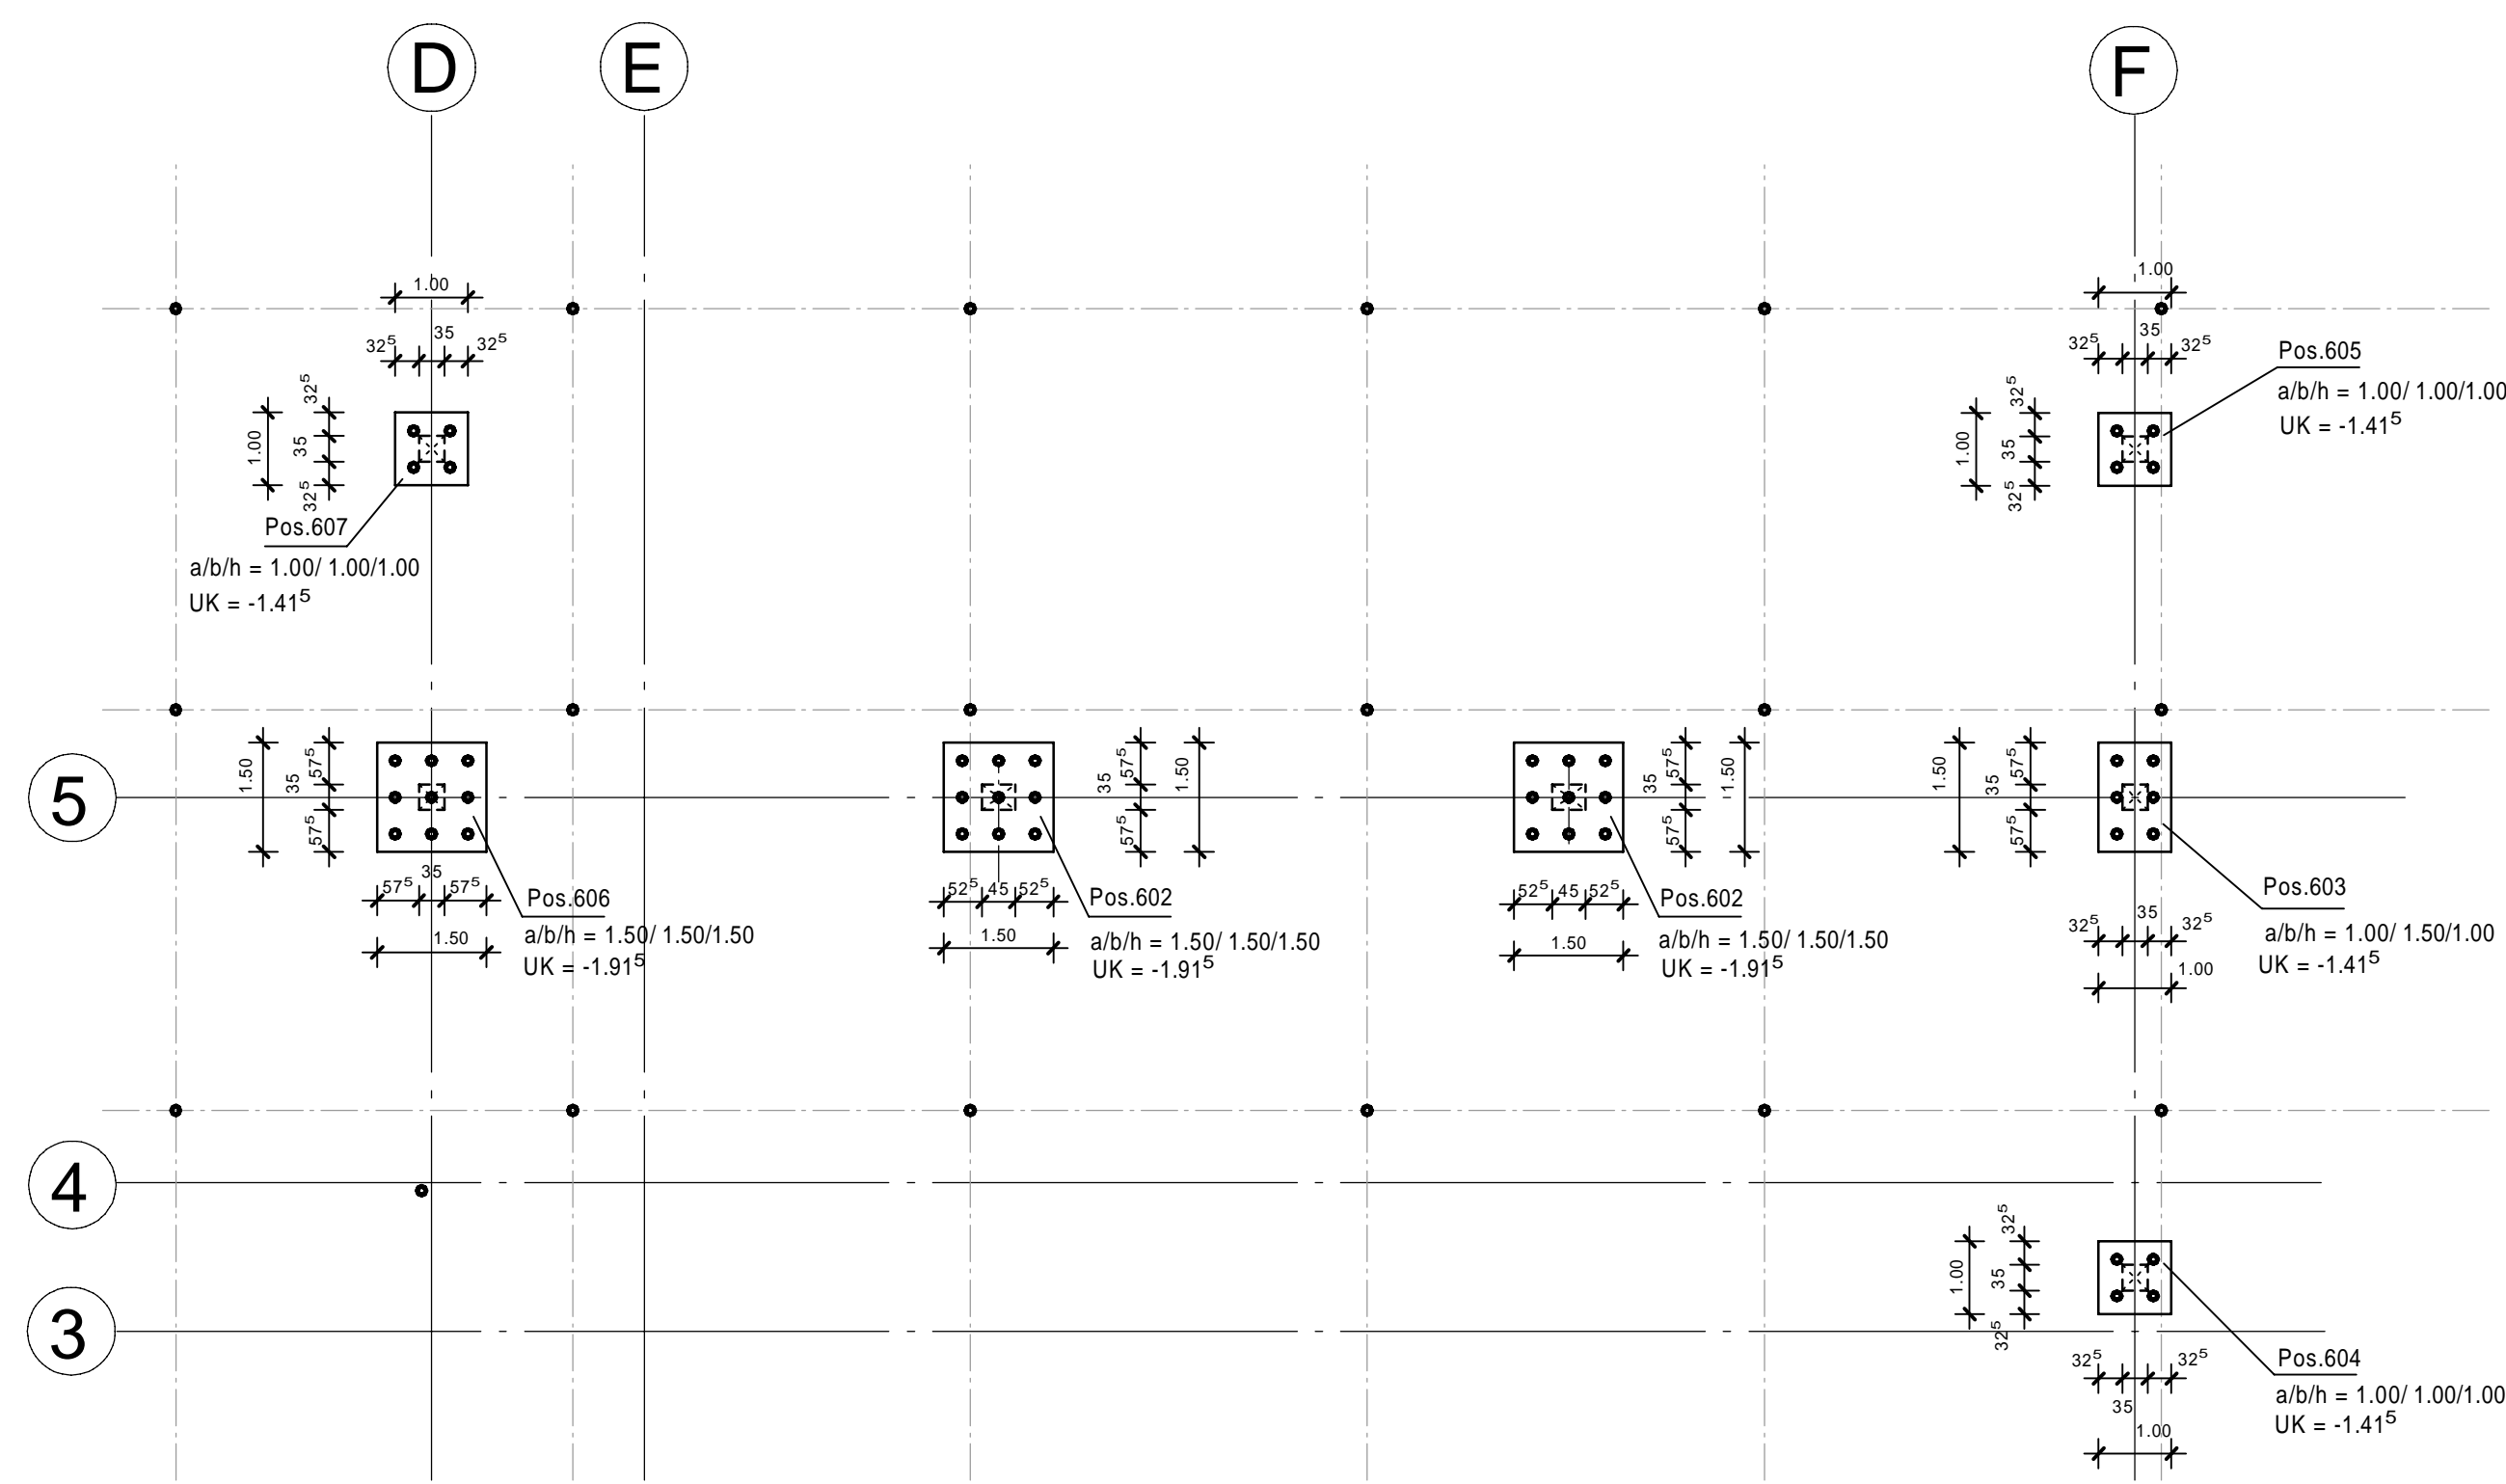 D
E
F
1.00
35
32⁵
32⁵
32⁵
1.00
35
32⁵
Pos.607
a/b/h = 1.00/ 1.00/1.00
UK = -1.41⁵
1.00
35
32⁵
32⁵
32⁵
1.00
35
32⁵
Pos.605
a/b/h = 1.00/ 1.00/1.00
UK = -1.41⁵
5
1.50
57⁵
35
57⁵
35
57⁵
57⁵
1.50
Pos.606
a/b/h = 1.50/ 1.50/1.50
UK = -1.91⁵
57⁵
35
1.50
57⁵
52⁵
45
52⁵
1.50
Pos.602
a/b/h = 1.50/ 1.50/1.50
UK = -1.91⁵
57⁵
35
1.50
57⁵
52⁵
45
52⁵
1.50
Pos.602
a/b/h = 1.50/ 1.50/1.50
UK = -1.91⁵
1.50
57⁵
35
57⁵
Pos.603
a/b/h = 1.00/ 1.50/1.00
UK = -1.41⁵
32⁵
35
32⁵
1.00
4
3
32⁵
1.00
35
32⁵
32⁵
32⁵
35
1.00
Pos.604
a/b/h = 1.00/ 1.00/1.00
UK = -1.41⁵